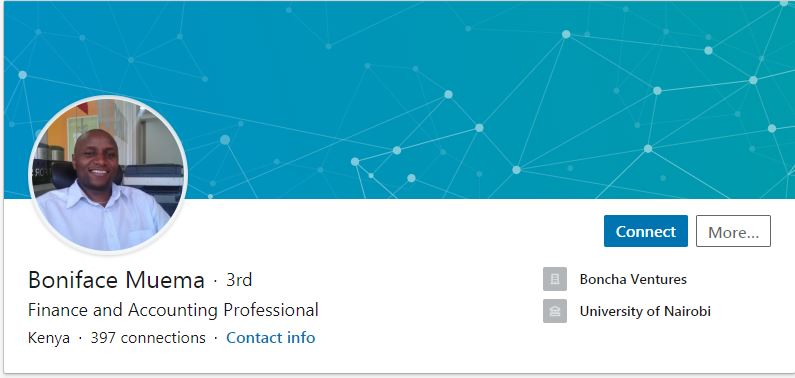 Connect
More...
Boniface Muema · 3rd
Finance and Accounting Professional
Kenya · 397 connections · Contact info
Boncha Ventures
University of Nairobi